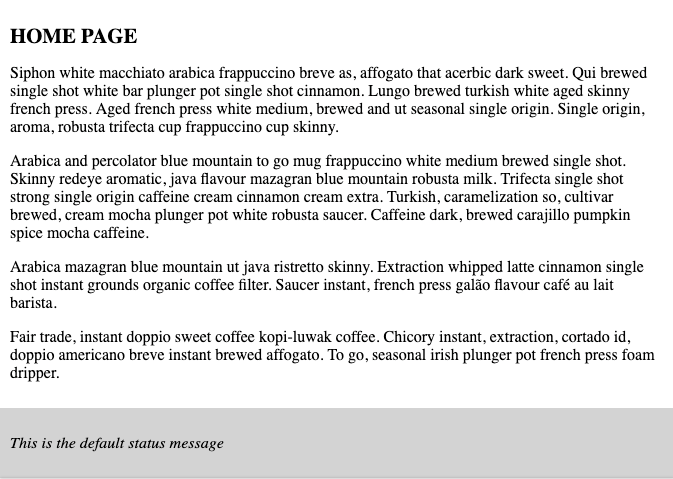 HOME PAGE
Siphon white macchiato arabica frappuccino breve as, affogato that acerbic dark sweet. Qui brewed
single shot white bar plunger pot single shot cinnamon. Lungo brewed turkish white aged skinny
french press. Aged french press white medium, brewed and ut seasonal single origin. Single origin,
aroma, robusta trifecta cup frappuccino cup skinny.
Arabica and percolator blue mountain to go mug frappuccino white medium brewed single shot.
Skinny redeye aromatic, java flavour mazagran blue mountain robusta milk. Trifecta single shot
strong single origin caffeine cream cinnamon cream extra. Turkish, caramelization so, cultivar
brewed, cream mocha plunger pot white robusta saucer. Caffeine dark, brewed carajillo pumpkin
spice mocha caffeine.
Arabica mazagran blue mountain ut java ristretto skinny. Extraction whipped latte cinnamon single
shot instant grounds organic coffee filter. Saucer instant, french press galão flavour café au lait
barista.
Fair trade, instant doppio sweet coffee kopi-luwak coffee. Chicory instant, extraction, cortado id,
doppio americano breve instant brewed affogato. To go, seasonal irish plunger pot french press foam
dripper.
This is the default status message